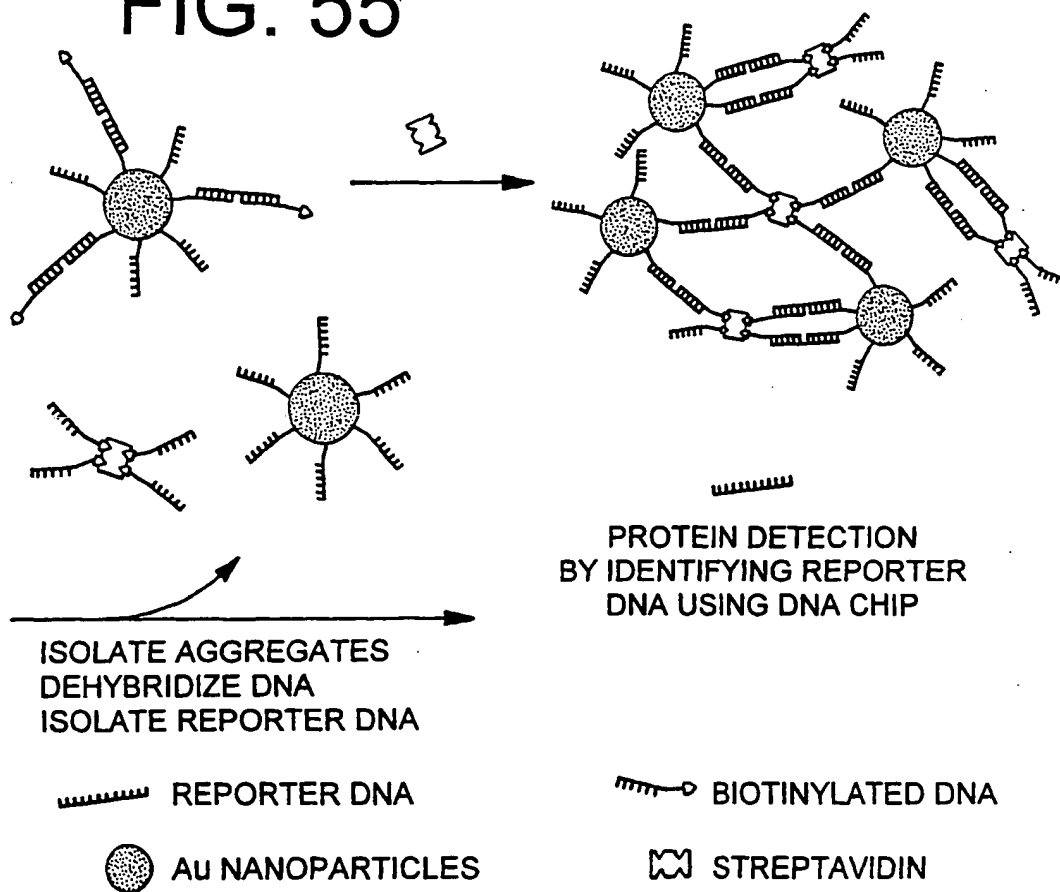 FIG. 55
PROTEIN DETECTION
BY IDENTIFYING REPORTER
DNA USING DNA CHIP
ISOLATE AGGREGATES
DEHYBRIDIZE DNA
ISOLATE REPORTER DNA
REPORTER DNA
BIOTINYLATED DNA
Au NANOPARTICLES
STREPTAVIDIN